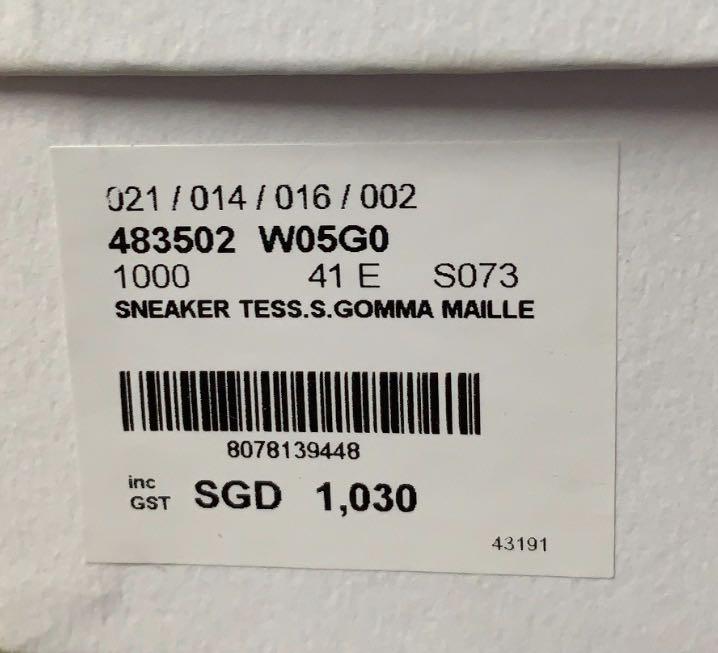 021 / 014 / 016 / 002
483502 W05G0
1000 41 E S073
SNEAKER TESS.S.GOMMA MAILLE
8078139448
inc GST SGD 1,030
43191